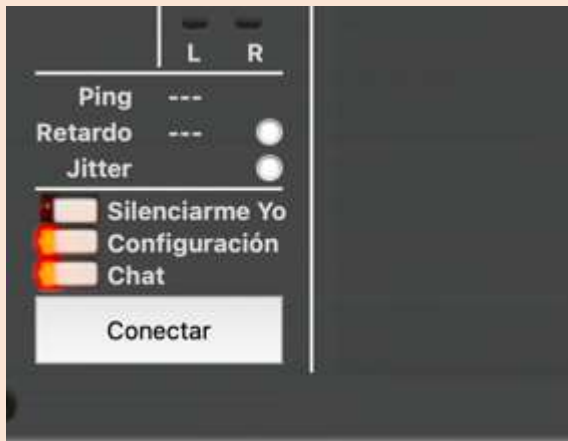 L R
Ping ---
Retardo ---
Jitter
Silenciarme Yo
Configuración
Chat
Conectar